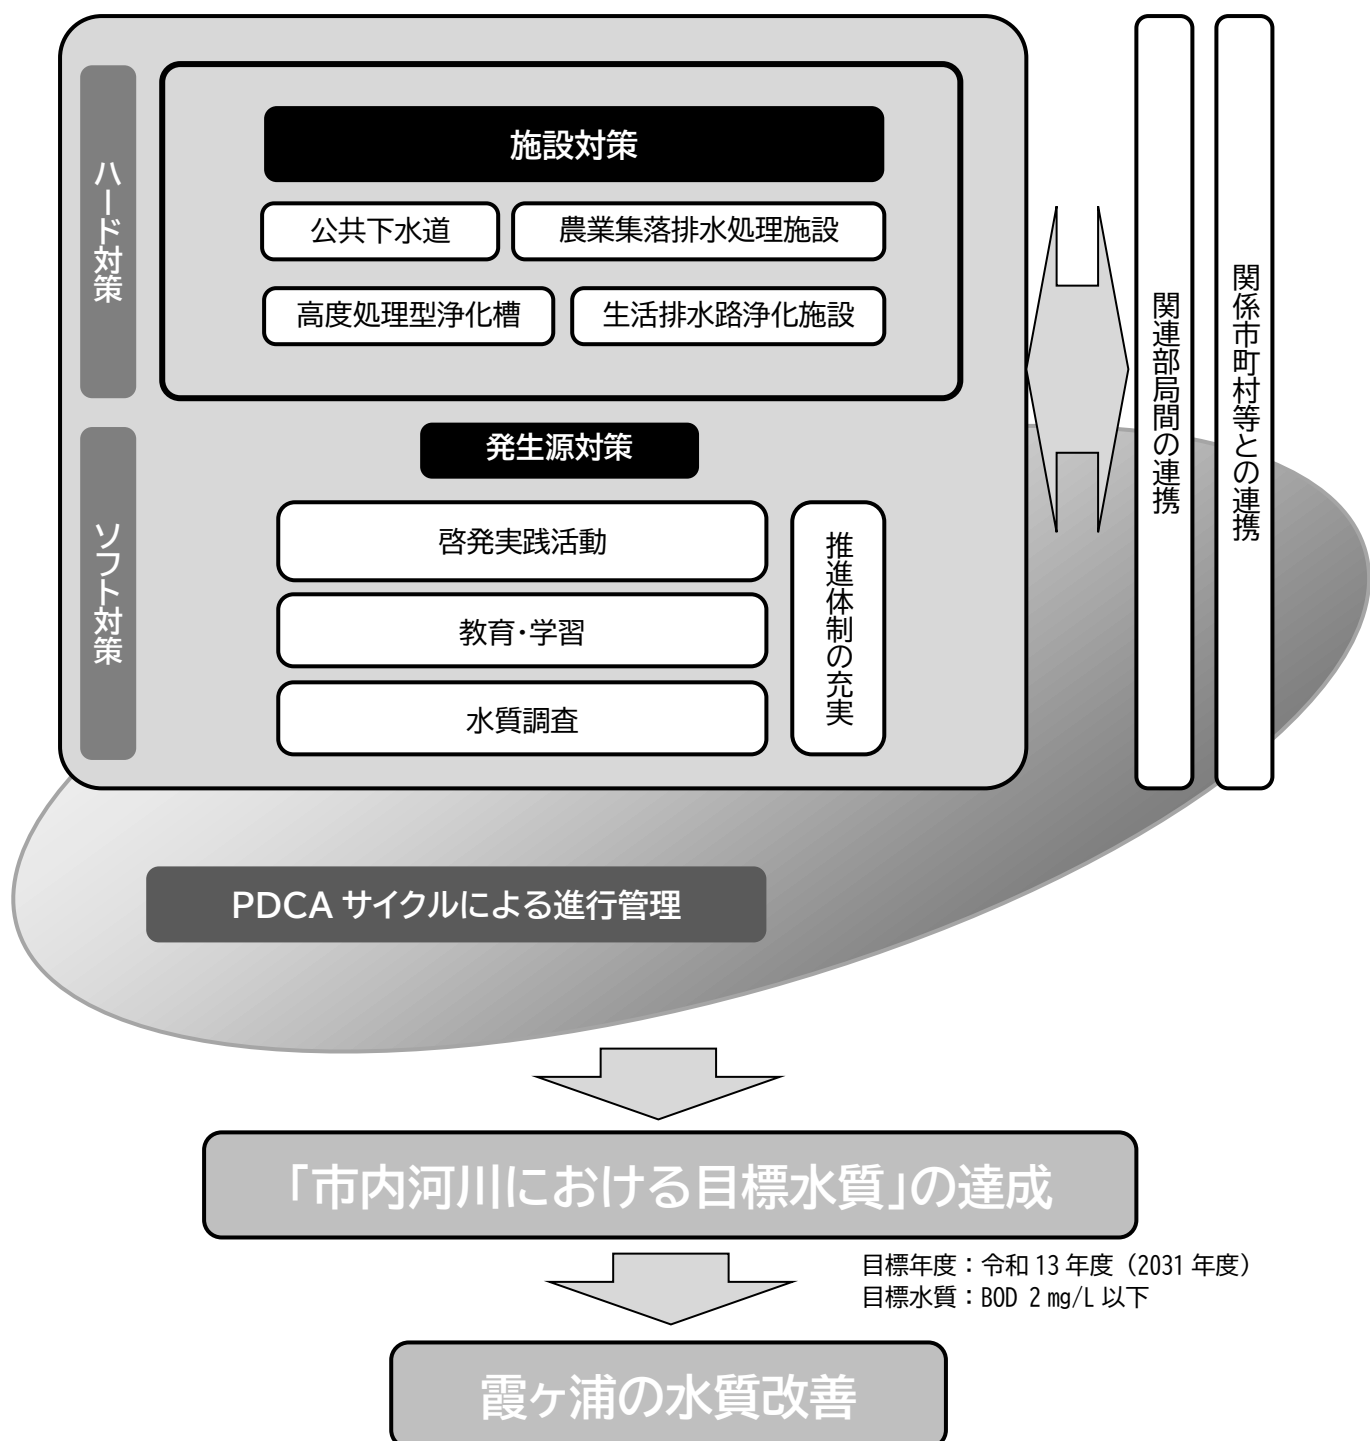 ハード対策
施設対策
公共下水道
農業集落排水処理施設
高度処理型浄化槽
生活排水路浄化施設
ソフト対策
発生源対策
啓発実践活動
教育・学習
水質調査
推進体制の充実
関連部局間の連携
関係市町村等との連携
PDCA サイクルによる進行管理
「市内河川における目標水質」の達成
目標年度：令和 13 年度（2031 年度）
目標水質：BOD 2 mg/L 以下
霞ヶ浦の水質改善